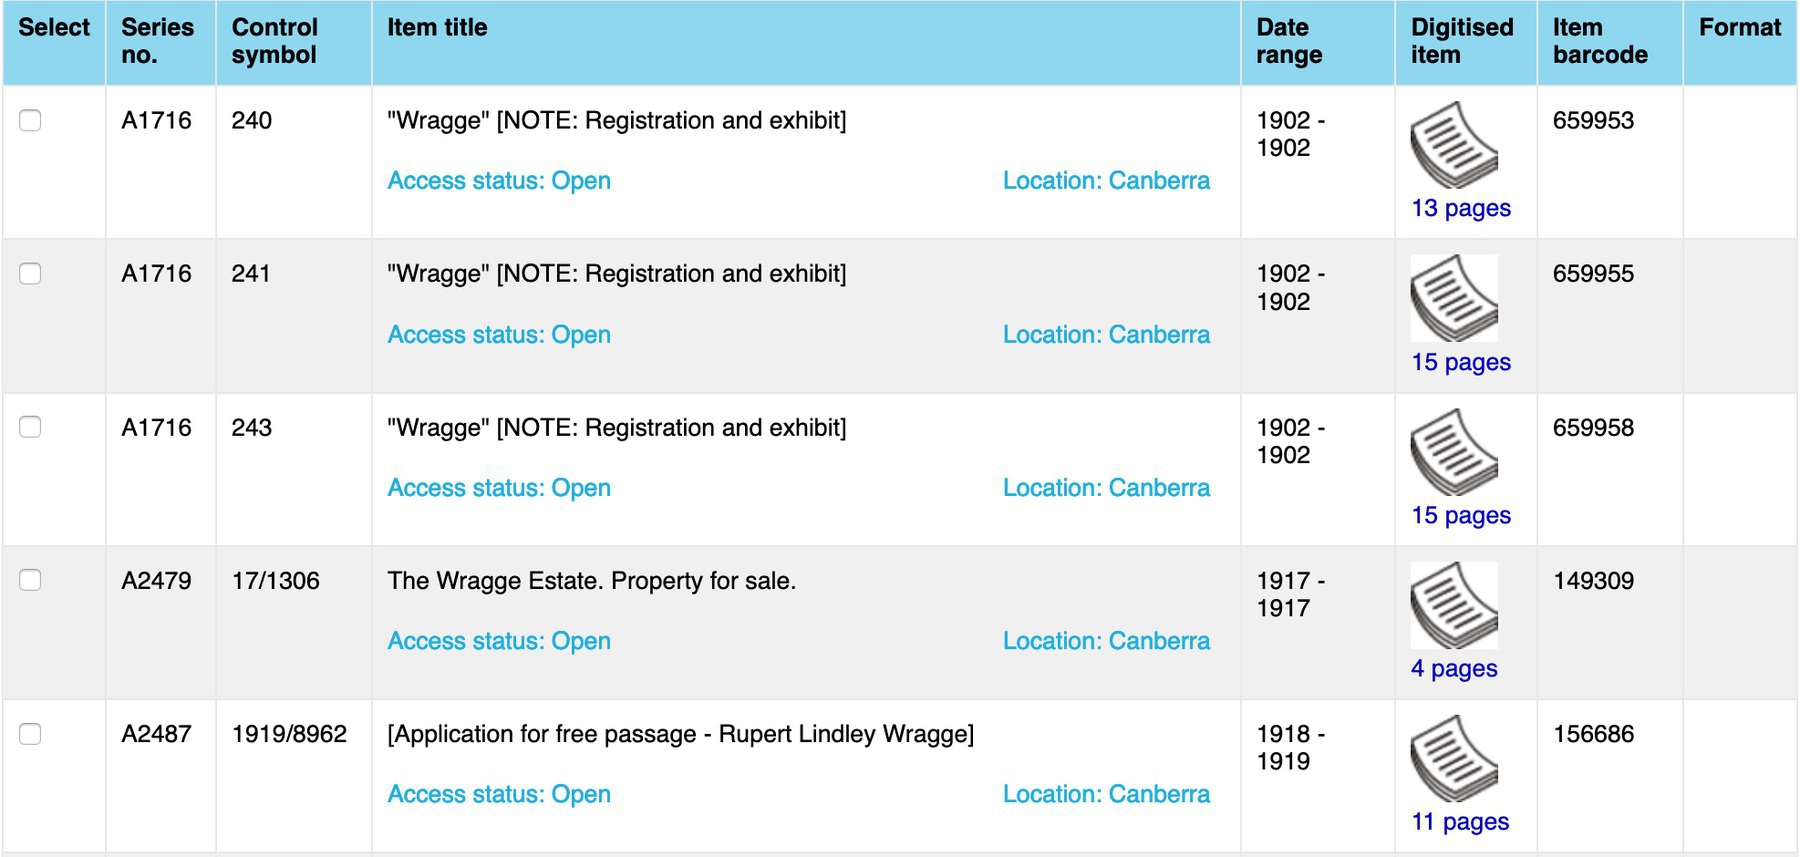 Select Series no. Control symbol Item title Date range Digitised item Item barcode Format
A1716 240 "Wragge" [NOTE: Registration and exhibit] 1902 - 1902 659953
Access status: Open Location: Canberra
13 pages
A1716 241 "Wragge" [NOTE: Registration and exhibit] 1902 - 1902 659955
Access status: Open Location: Canberra
15 pages
A1716 243 "Wragge" [NOTE: Registration and exhibit] 1902 - 1902 659958
Access status: Open Location: Canberra
15 pages
A2479 17/1306 The Wragge Estate. Property for sale. 1917 - 1917 149309
Access status: Open Location: Canberra
4 pages
A2487 1919/8962 [Application for free passage - Rupert Lindley Wragge] 1918 - 1919 156686
Access status: Open Location: Canberra
11 pages